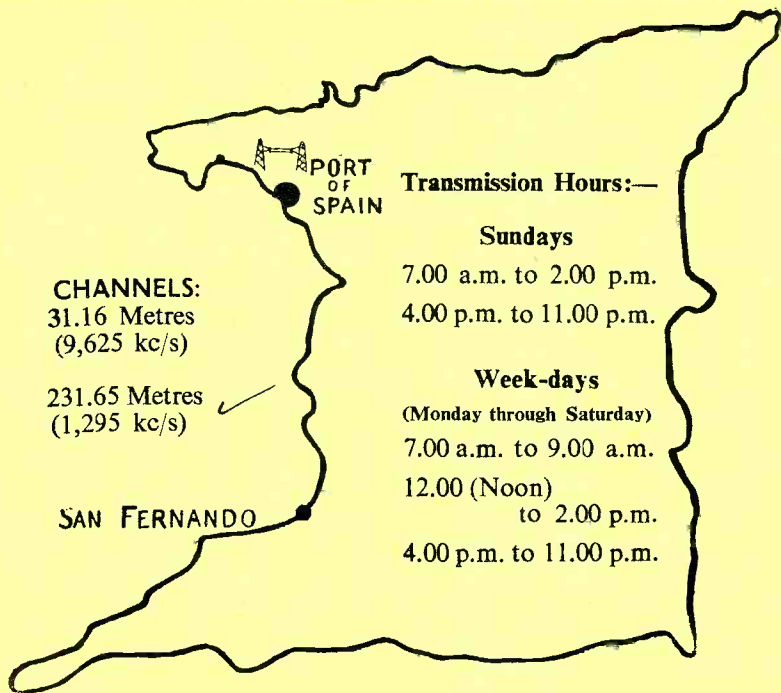 PORT
OF
SPAIN
CHANNELS:
31.16 Metres
(9,625 kc/s)
231.65 Metres
(1,295 kc/s)
SAN FERNANDO
Transmission Hours:—
Sundays
7.00 a.m. to 2.00 p.m.
4.00 p.m. to 11.00 p.m.
Week-days
(Monday through Saturday)
7.00 a.m. to 9.00 a.m.
12.00 (Noon)
to 2.00 p.m.
4.00 p.m. to 11.00 p.m.